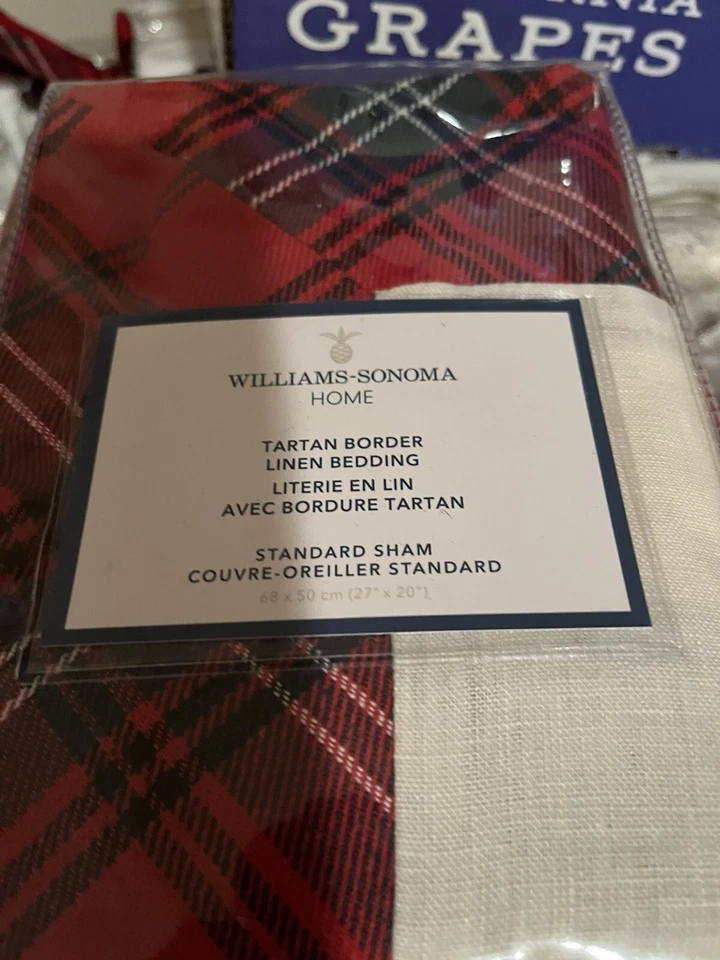 GRAPES
WILLIAMS-SONOMA
HOME
TARTAN BORDER
LINEN BEDDING
LITERIE EN LIN
AVEC BORDURE TARTAN
STANDARD SHAM
COUVRE-OREILLER STANDARD
68 x 50 cm (27" x 20")